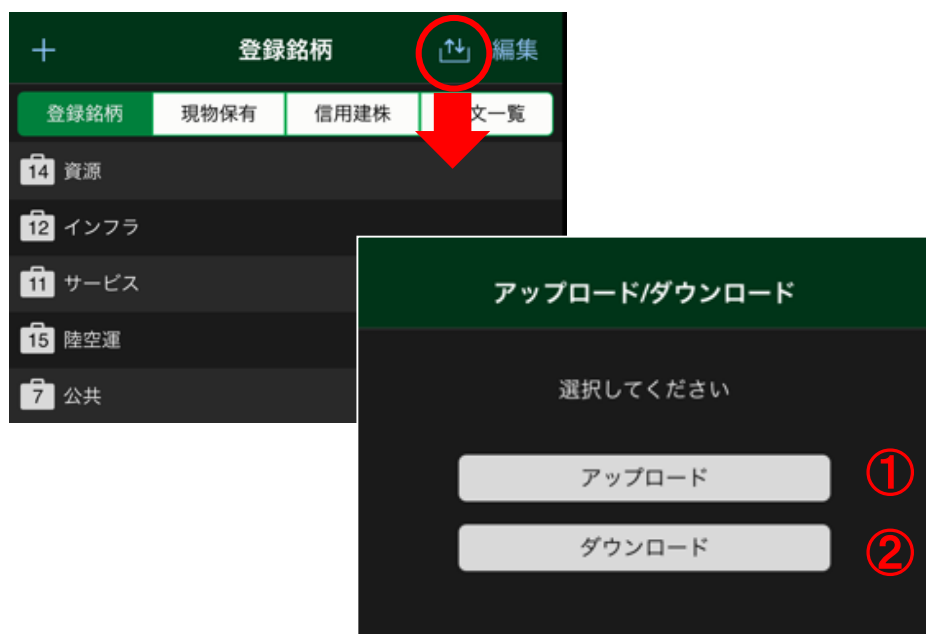 ＋ 登録銘柄 編集
登録銘柄 現物保有 信用建株 文一覧
14 資源
12 インフラ
11 サービス
15 陸空運
7 公共
アップロード/ダウンロード
選択してください
アップロード ①
ダウンロード ②